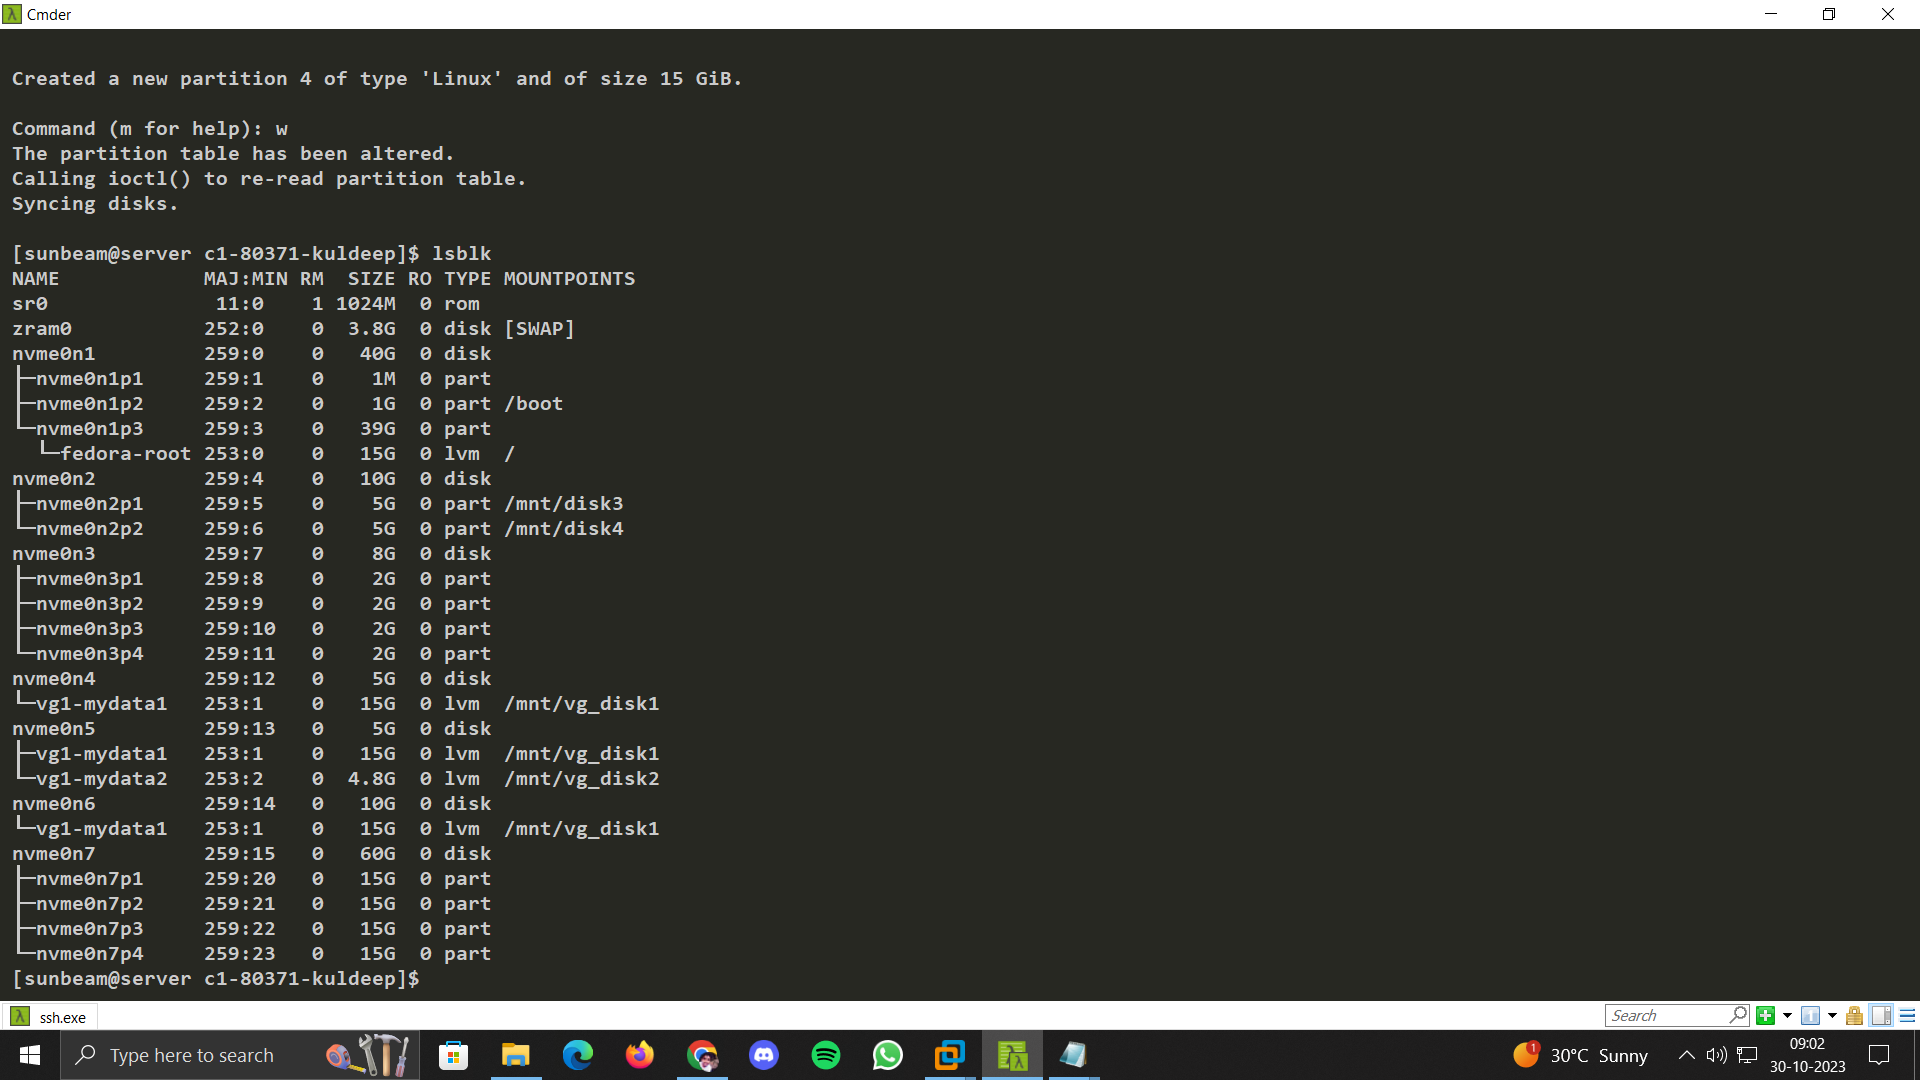 Cmder
Created a new partition 4 of type 'Linux' and of size 15 GiB.
Command (m for help): w
The partition table has been altered.
Calling ioctl() to re-read partition table.
Syncing disks.
[sunbeam@server c1-80371-kuldeep]$ lsblk
NAME            MAJ:MIN RM   SIZE RO TYPE MOUNTPOINTS
sr0              11:0    1 1024M  0 rom
zram0           252:0    0  3.8G  0 disk [SWAP]
nvme0n1         259:0    0   40G  0 disk
├─nvme0n1p1     259:1    0    1M  0 part
├─nvme0n1p2     259:2    0    1G  0 part /boot
└─nvme0n1p3     259:3    0   39G  0 part
  └─fedora-root 253:0    0   15G  0 lvm  /
nvme0n2         259:4    0   10G  0 disk
├─nvme0n2p1     259:5    0    5G  0 part /mnt/disk3
└─nvme0n2p2     259:6    0    5G  0 part /mnt/disk4
nvme0n3         259:7    0    8G  0 disk
├─nvme0n3p1     259:8    0    2G  0 part
├─nvme0n3p2     259:9    0    2G  0 part
├─nvme0n3p3     259:10   0    2G  0 part
└─nvme0n3p4     259:11   0    2G  0 part
nvme0n4         259:12   0    5G  0 disk
└─vg1-mydata1   253:1    0   15G  0 lvm  /mnt/vg_disk1
nvme0n5         259:13   0    5G  0 disk
├─vg1-mydata1   253:1    0   15G  0 lvm  /mnt/vg_disk1
└─vg1-mydata2   253:2    0  4.8G  0 lvm  /mnt/vg_disk2
nvme0n6         259:14   0   10G  0 disk
└─vg1-mydata1   253:1    0   15G  0 lvm  /mnt/vg_disk1
nvme0n7         259:15   0   60G  0 disk
├─nvme0n7p1     259:20   0   15G  0 part
├─nvme0n7p2     259:21   0   15G  0 part
├─nvme0n7p3     259:22   0   15G  0 part
└─nvme0n7p4     259:23   0   15G  0 part
[sunbeam@server c1-80371-kuldeep]$
ssh.exe
Search
Type here to search
1
30°C Sunny
09:02
30-10-2023